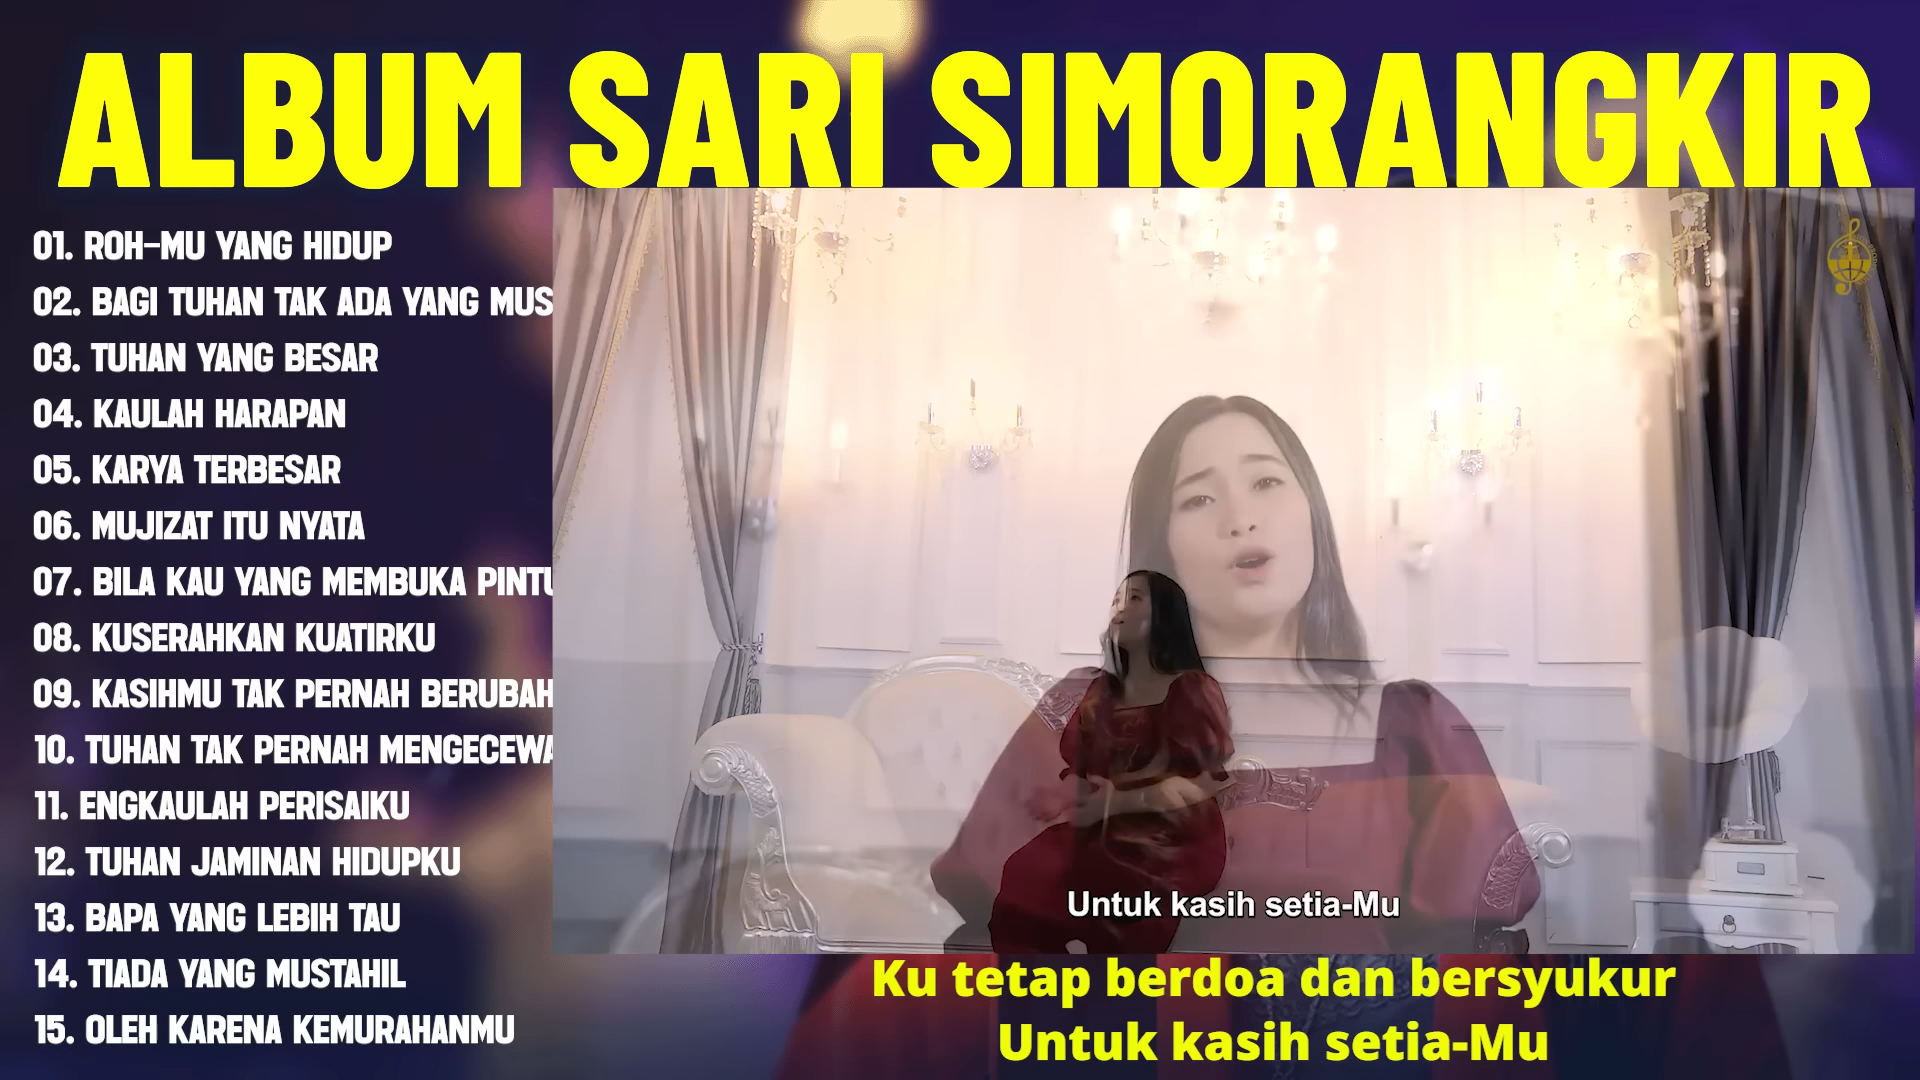 ALBUM SARI SIMORANGKIR
01. ROH-MU YANG HIDUP
02. BAGI TUHAN TAK ADA YANG MUS
03. TUHAN YANG BESAR
04. KAULAH HARAPAN
05. KARYA TERBESAR
06. MUJIZAT ITU NYATA
07. BILA KAU YANG MEMBUKA PINTU
08. KUSERAHKAN KUATIRKU
09. KASIHMU TAK PERNAH BERUBAH
10. TUHAN TAK PERNAH MENGECEWA
11. ENGKAULAH PERISAIKU
12. TUHAN JAMINAN HIDUPKU
13. BAPA YANG LEBIH TAU
14. TIADA YANG MUSTAHIL
15. OLEH KARENA KEMURAHANMU
Untuk kasih setia-Mu
Ku tetap berdoa dan bersyukur
Untuk kasih setia-Mu